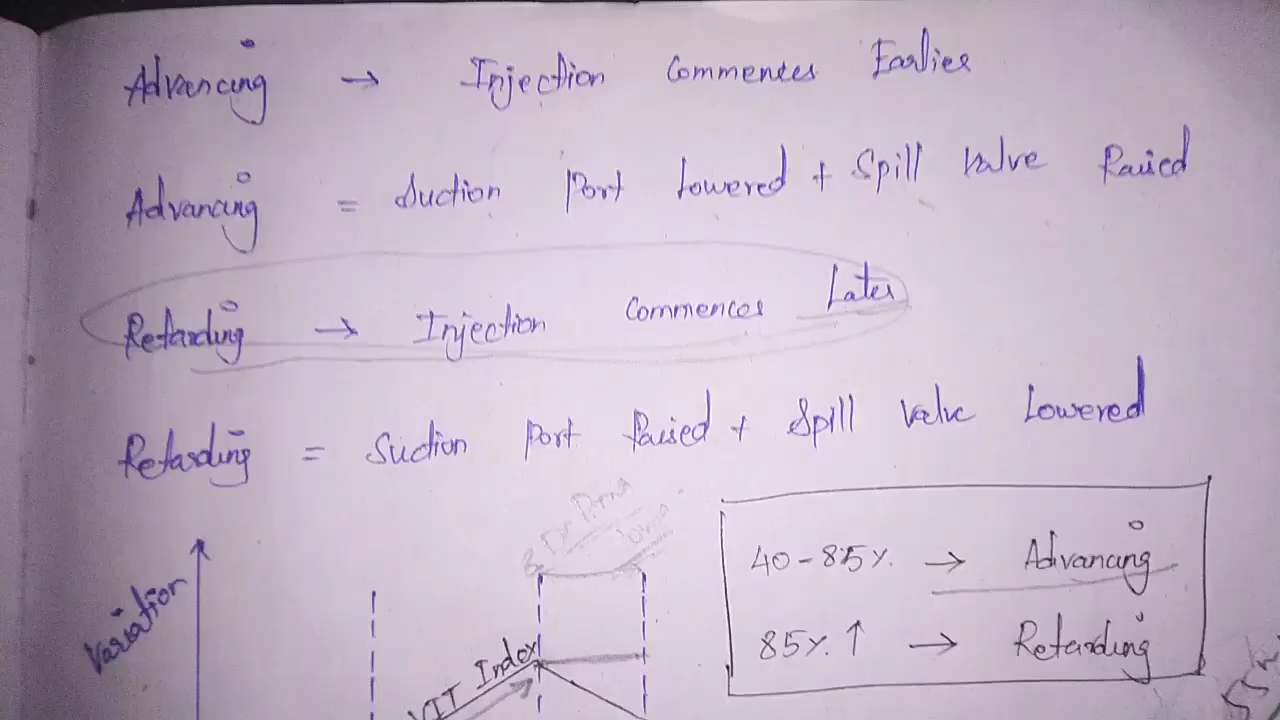 Advancing → Injection Commences Earlier
Advancing = Suction Port Lowered + Spill Valve Raised
Retarding → Injection Commences Later
Retarding = Suction Port Raised + Spill Valve Lowered
40-85%. → Advancing
85%. ↑ → Retarding
Variation
VIT Index